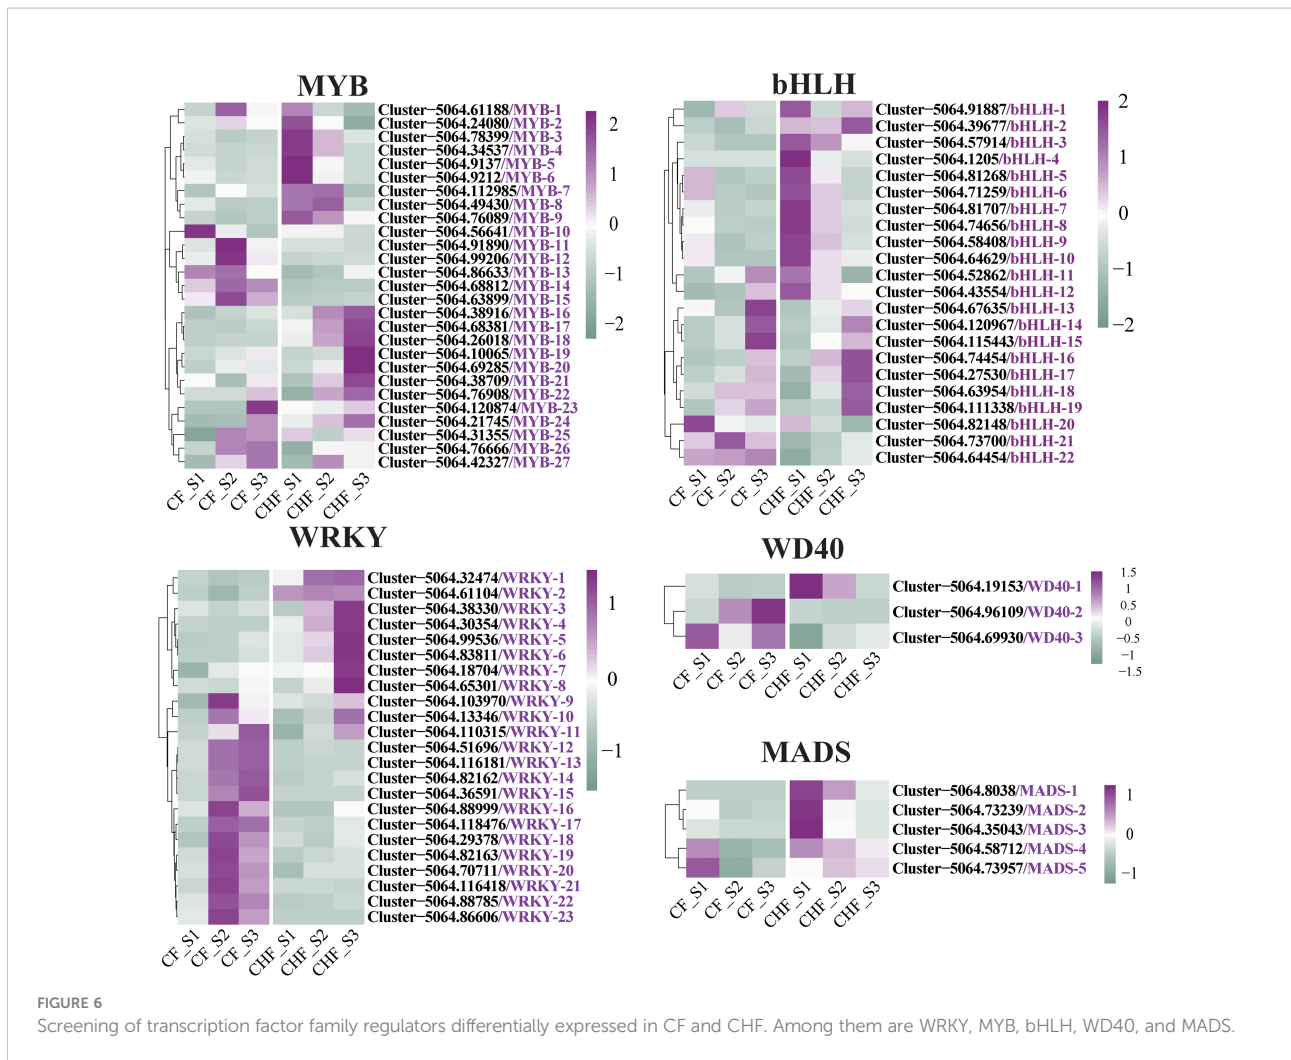 MYB
Cluster−5064.61188/MYB-1
Cluster−5064.24080/MYB-2
Cluster−5064.78399/MYB-3
Cluster−5064.34537/MYB-4
Cluster−5064.9137/MYB-5
Cluster−5064.9212/MYB-6
Cluster−5064.112985/MYB-7
Cluster−5064.49430/MYB-8
Cluster−5064.76089/MYB-9
Cluster−5064.56641/MYB-10
Cluster−5064.91890/MYB-11
Cluster−5064.99206/MYB-12
Cluster−5064.86633/MYB-13
Cluster−5064.68812/MYB-14
Cluster−5064.63899/MYB-15
Cluster−5064.38916/MYB-16
Cluster−5064.68381/MYB-17
Cluster−5064.26018/MYB-18
Cluster−5064.10065/MYB-19
Cluster−5064.69285/MYB-20
Cluster−5064.38709/MYB-21
Cluster−5064.76908/MYB-22
Cluster−5064.120874/MYB-23
Cluster−5064.21745/MYB-24
Cluster−5064.31355/MYB-25
Cluster−5064.76666/MYB-26
Cluster−5064.42327/MYB-27
2
1
0
−1
−2
CF_S1
CF_S2
CF_S3
CHF_S1
CHF_S2
CHF_S3
bHLH
Cluster−5064.91887/bHLH-1
Cluster−5064.39677/bHLH-2
Cluster−5064.57914/bHLH-3
Cluster−5064.1205/bHLH-4
Cluster−5064.81268/bHLH-5
Cluster−5064.71259/bHLH-6
Cluster−5064.81707/bHLH-7
Cluster−5064.74656/bHLH-8
Cluster−5064.58408/bHLH-9
Cluster−5064.64629/bHLH-10
Cluster−5064.52862/bHLH-11
Cluster−5064.43554/bHLH-12
Cluster−5064.67635/bHLH-13
Cluster−5064.120967/bHLH-14
Cluster−5064.115443/bHLH-15
Cluster−5064.74454/bHLH-16
Cluster−5064.27530/bHLH-17
Cluster−5064.63954/bHLH-18
Cluster−5064.111338/bHLH-19
Cluster−5064.82148/bHLH-20
Cluster−5064.73700/bHLH-21
Cluster−5064.64454/bHLH-22
2
1
0
−1
−2
CF_S1
CF_S2
CF_S3
CHF_S1
CHF_S2
CHF_S3
WRKY
Cluster−5064.32474/WRKY-1
Cluster−5064.61104/WRKY-2
Cluster−5064.38330/WRKY-3
Cluster−5064.30354/WRKY-4
Cluster−5064.99536/WRKY-5
Cluster−5064.83811/WRKY-6
Cluster−5064.18704/WRKY-7
Cluster−5064.65301/WRKY-8
Cluster−5064.103970/WRKY-9
Cluster−5064.13346/WRKY-10
Cluster−5064.110315/WRKY-11
Cluster−5064.51696/WRKY-12
Cluster−5064.116181/WRKY-13
Cluster−5064.82162/WRKY-14
Cluster−5064.36591/WRKY-15
Cluster−5064.88999/WRKY-16
Cluster−5064.118476/WRKY-17
Cluster−5064.29378/WRKY-18
Cluster−5064.82163/WRKY-19
Cluster−5064.70711/WRKY-20
Cluster−5064.116418/WRKY-21
Cluster−5064.88785/WRKY-22
Cluster−5064.86606/WRKY-23
1
0
−1
CF_S1
CF_S2
CF_S3
CHF_S1
CHF_S2
CHF_S3
WD40
Cluster−5064.19153/WD40-1
Cluster−5064.96109/WD40-2
Cluster−5064.69930/WD40-3
1.5
1
0.5
0
−0.5
−1
−1.5
CF_S1
CF_S2
CF_S3
CHF_S1
CHF_S2
CHF_S3
MADS
Cluster−5064.8038/MADS-1
Cluster−5064.73239/MADS-2
Cluster−5064.35043/MADS-3
Cluster−5064.58712/MADS-4
Cluster−5064.73957/MADS-5
1
0
−1
CF_S1
CF_S2
CF_S3
CHF_S1
CHF_S2
CHF_S3
FIGURE 6
Screening of transcription factor family regulators differentially expressed in CF and CHF. Among them are WRKY, MYB, bHLH, WD40, and MADS.